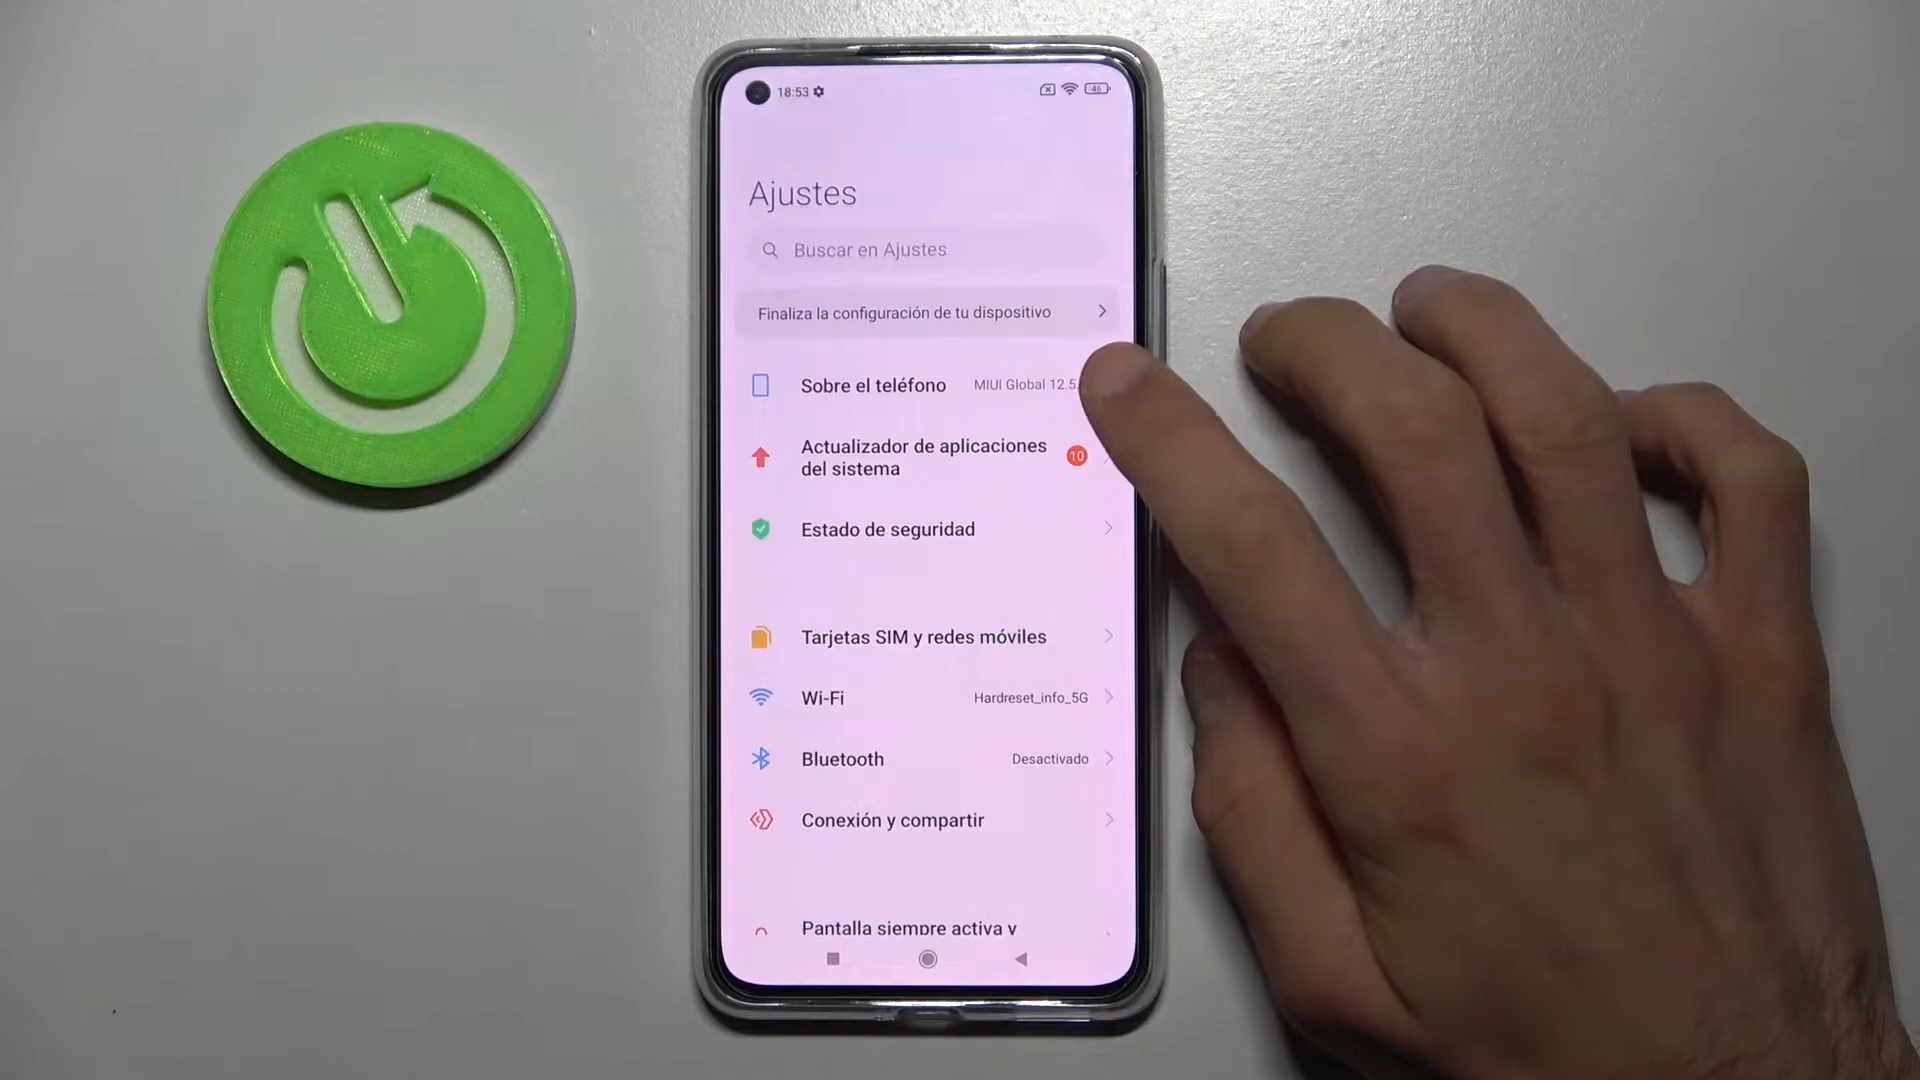 18:53
46
Ajustes
Buscar en Ajustes
Finaliza la configuración de tu dispositivo
Sobre el teléfono MIUI Global 12.5
Actualizador de aplicaciones
del sistema
10
Estado de seguridad
Tarjetas SIM y redes móviles
Wi-Fi Hardreset_info_5G
Bluetooth Desactivado
Conexión y compartir
Pantalla siempre activa y